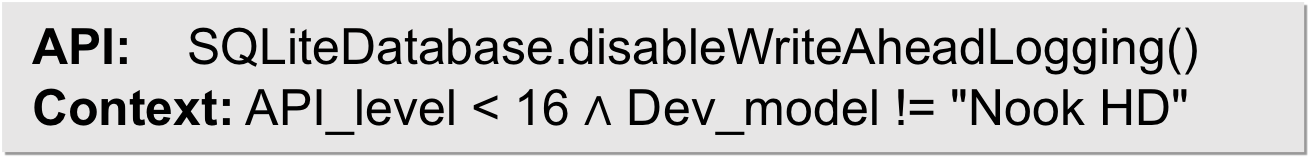 API: SQLiteDatabase.disableWriteAheadLogging()
Context: API_level < 16 ∧ Dev_model != "Nook HD"